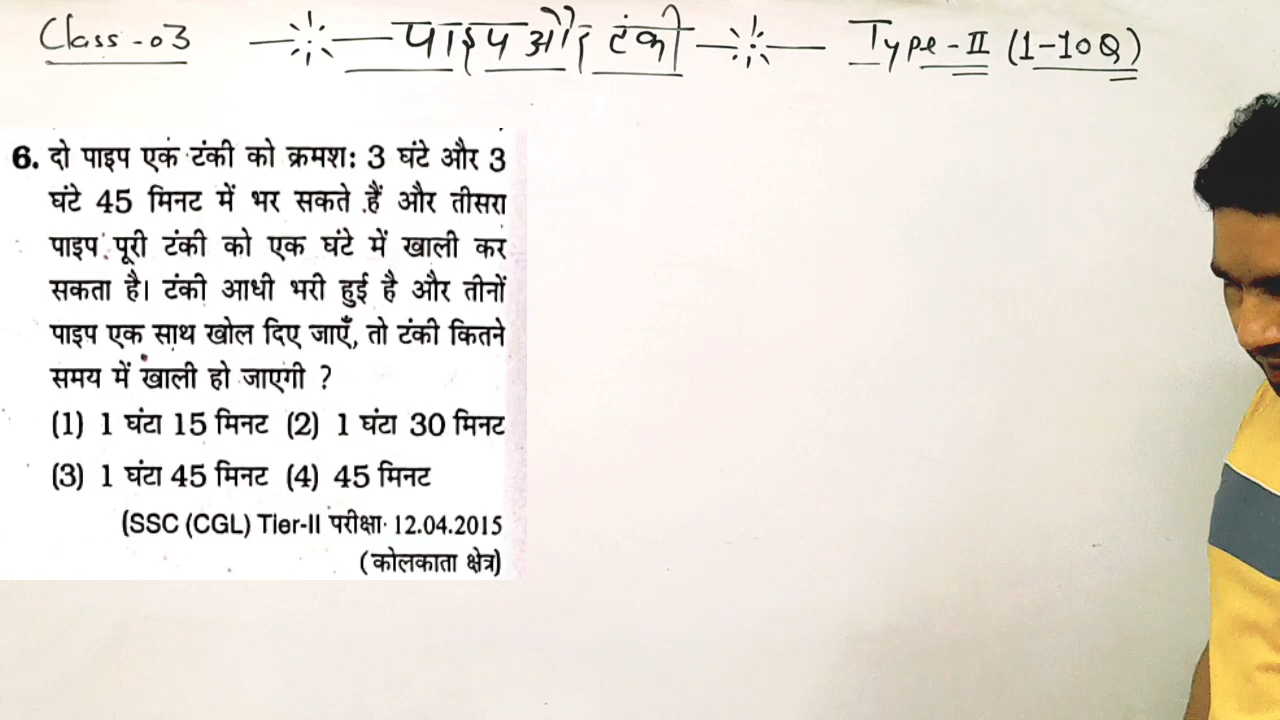 Class-03 पाइप और टंकी Type-II (1-10Q)
6. दो पाइप एक टंकी को क्रमशः 3 घंटे और 3
घंटे 45 मिनट में भर सकते हैं और तीसरा
पाइप पूरी टंकी को एक घंटे में खाली कर
सकता है। टंकी आधी भरी हुई है और तीनों
पाइप एक साथ खोल दिए जाएँ, तो टंकी कितने
समय में खाली हो जाएगी ?
(1) 1 घंटा 15 मिनट (2) 1 घंटा 30 मिनट
(3) 1 घंटा 45 मिनट (4) 45 मिनट
(SSC (CGL) Tier-II परीक्षा 12.04.2015
(कोलकाता क्षेत्र)